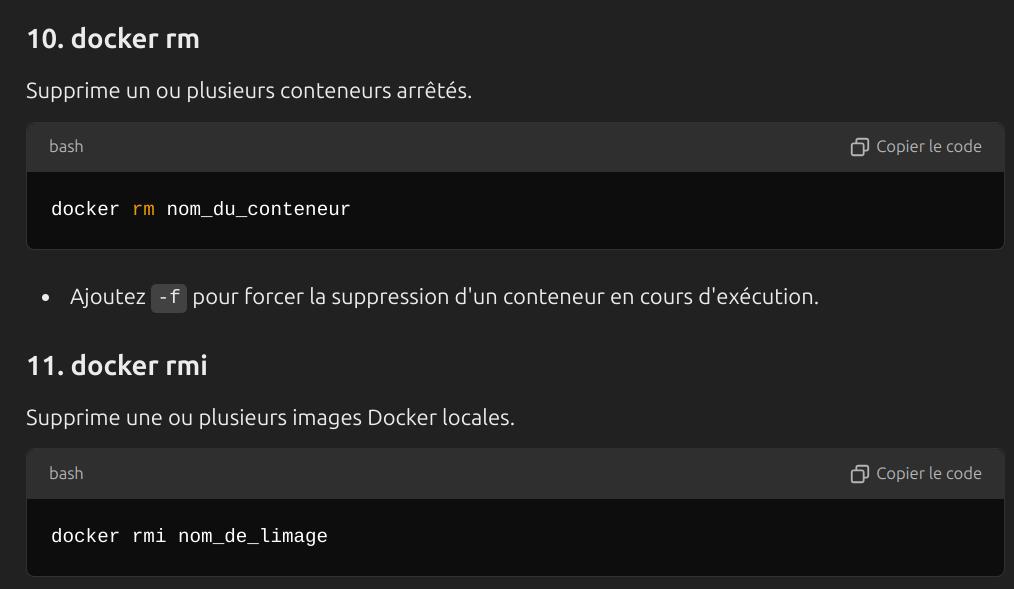 10. docker rm
Supprime un ou plusieurs conteneurs arrêtés.
bash
Copier le code
docker rm nom_du_conteneur
• Ajoutez -f pour forcer la suppression d'un conteneur en cours d'exécution.
11. docker rmi
Supprime une ou plusieurs images Docker locales.
bash
Copier le code
docker rmi nom_de_limage